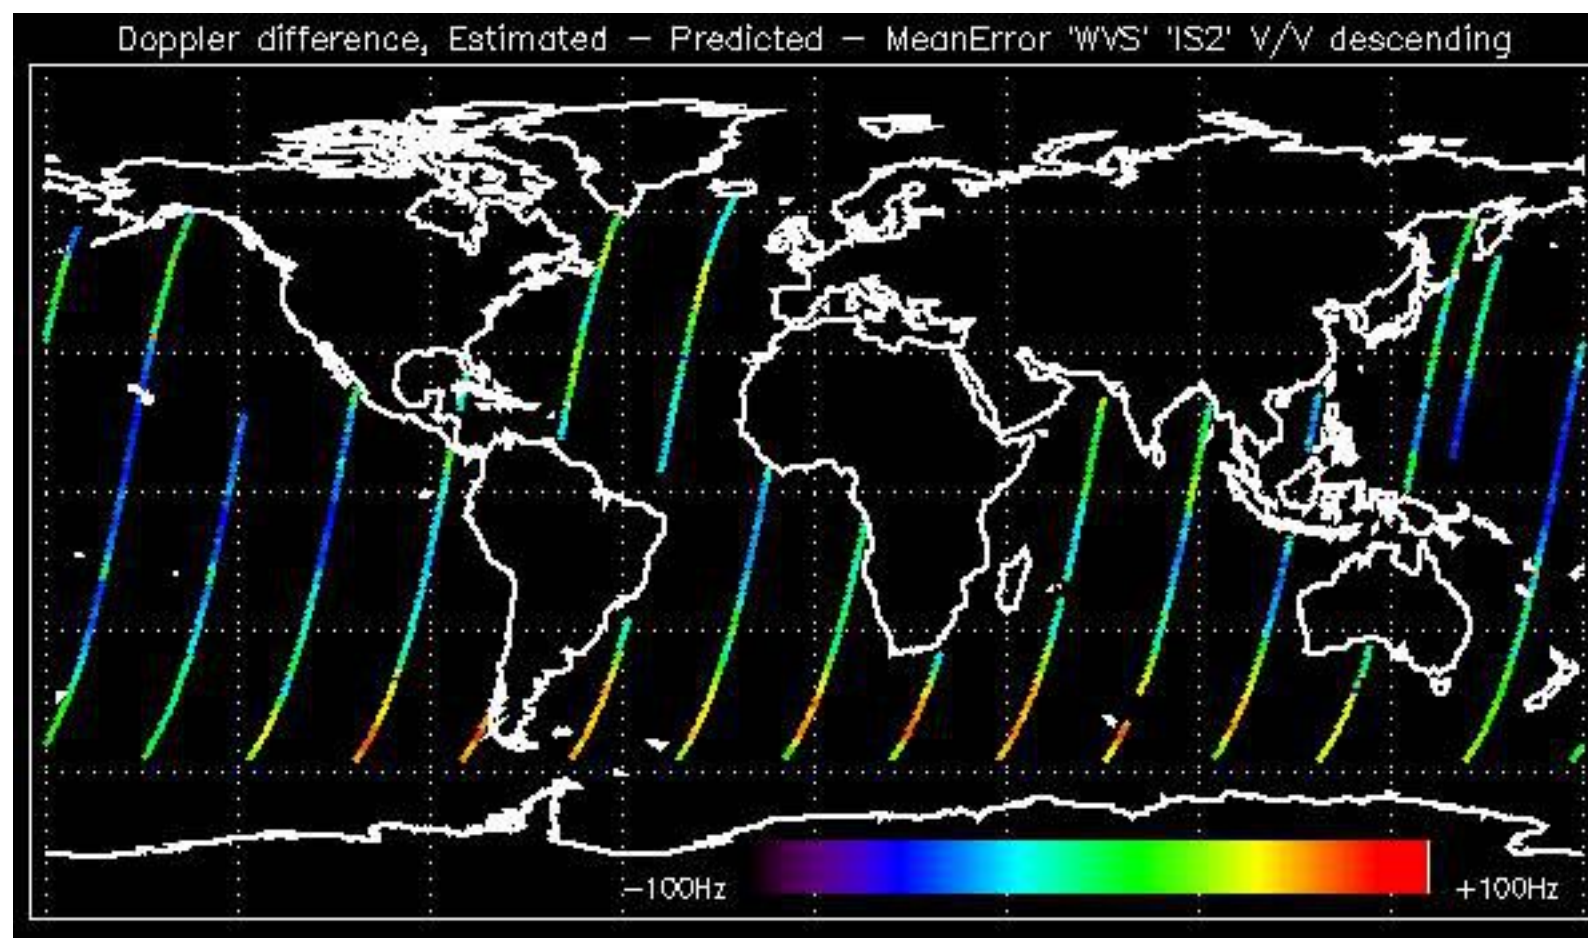 Doppler difference, Estimated – Predicted – MeanError 'WVS' 'IS2' V/V descending
–100Hz +100Hz